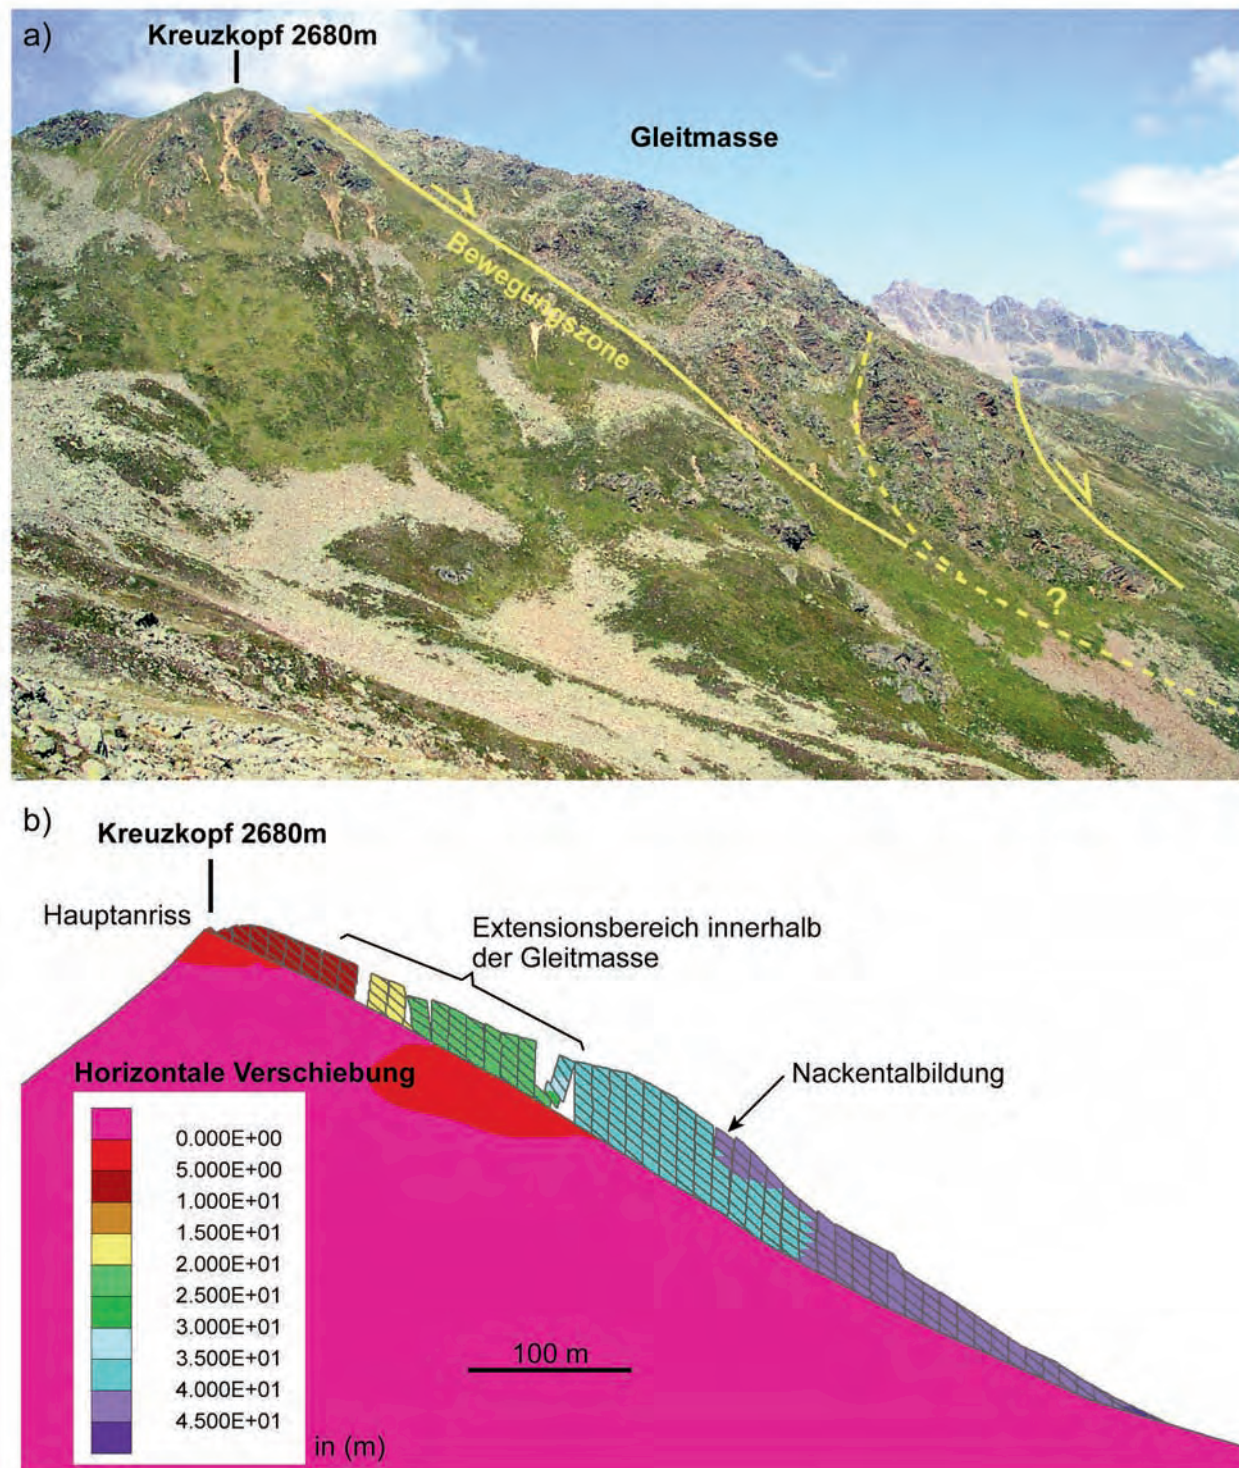 a)
Kreuzkopf 2680m
Gleitmasse
Bewegungszone
?
b)
Kreuzkopf 2680m
Hauptanriss
Extensionsbereich innerhalb
der Gleitmasse
Nackentalbildung
Horizontale Verschiebung
0.000E+00
5.000E+00
1.000E+01
1.500E+01
2.000E+01
2.500E+01
3.000E+01
3.500E+01
4.000E+01
4.500E+01
in (m)
100 m